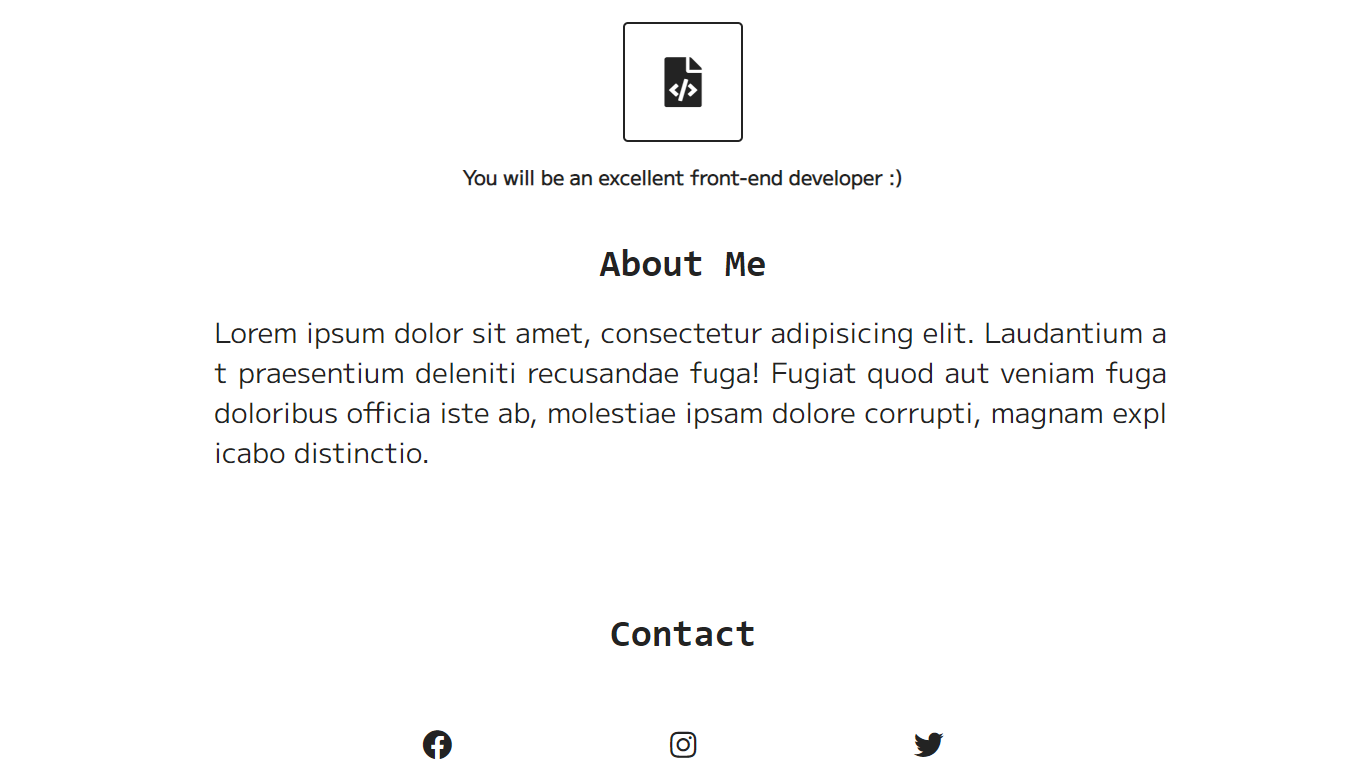 You will be an excellent front-end developer :)
About Me
Lorem ipsum dolor sit amet, consectetur adipisicing elit. Laudantium a
t praesentium deleniti recusandae fuga! Fugiat quod aut veniam fuga
doloribus officia iste ab, molestiae ipsam dolore corrupti, magnam expl
icabo distinctio.
Contact